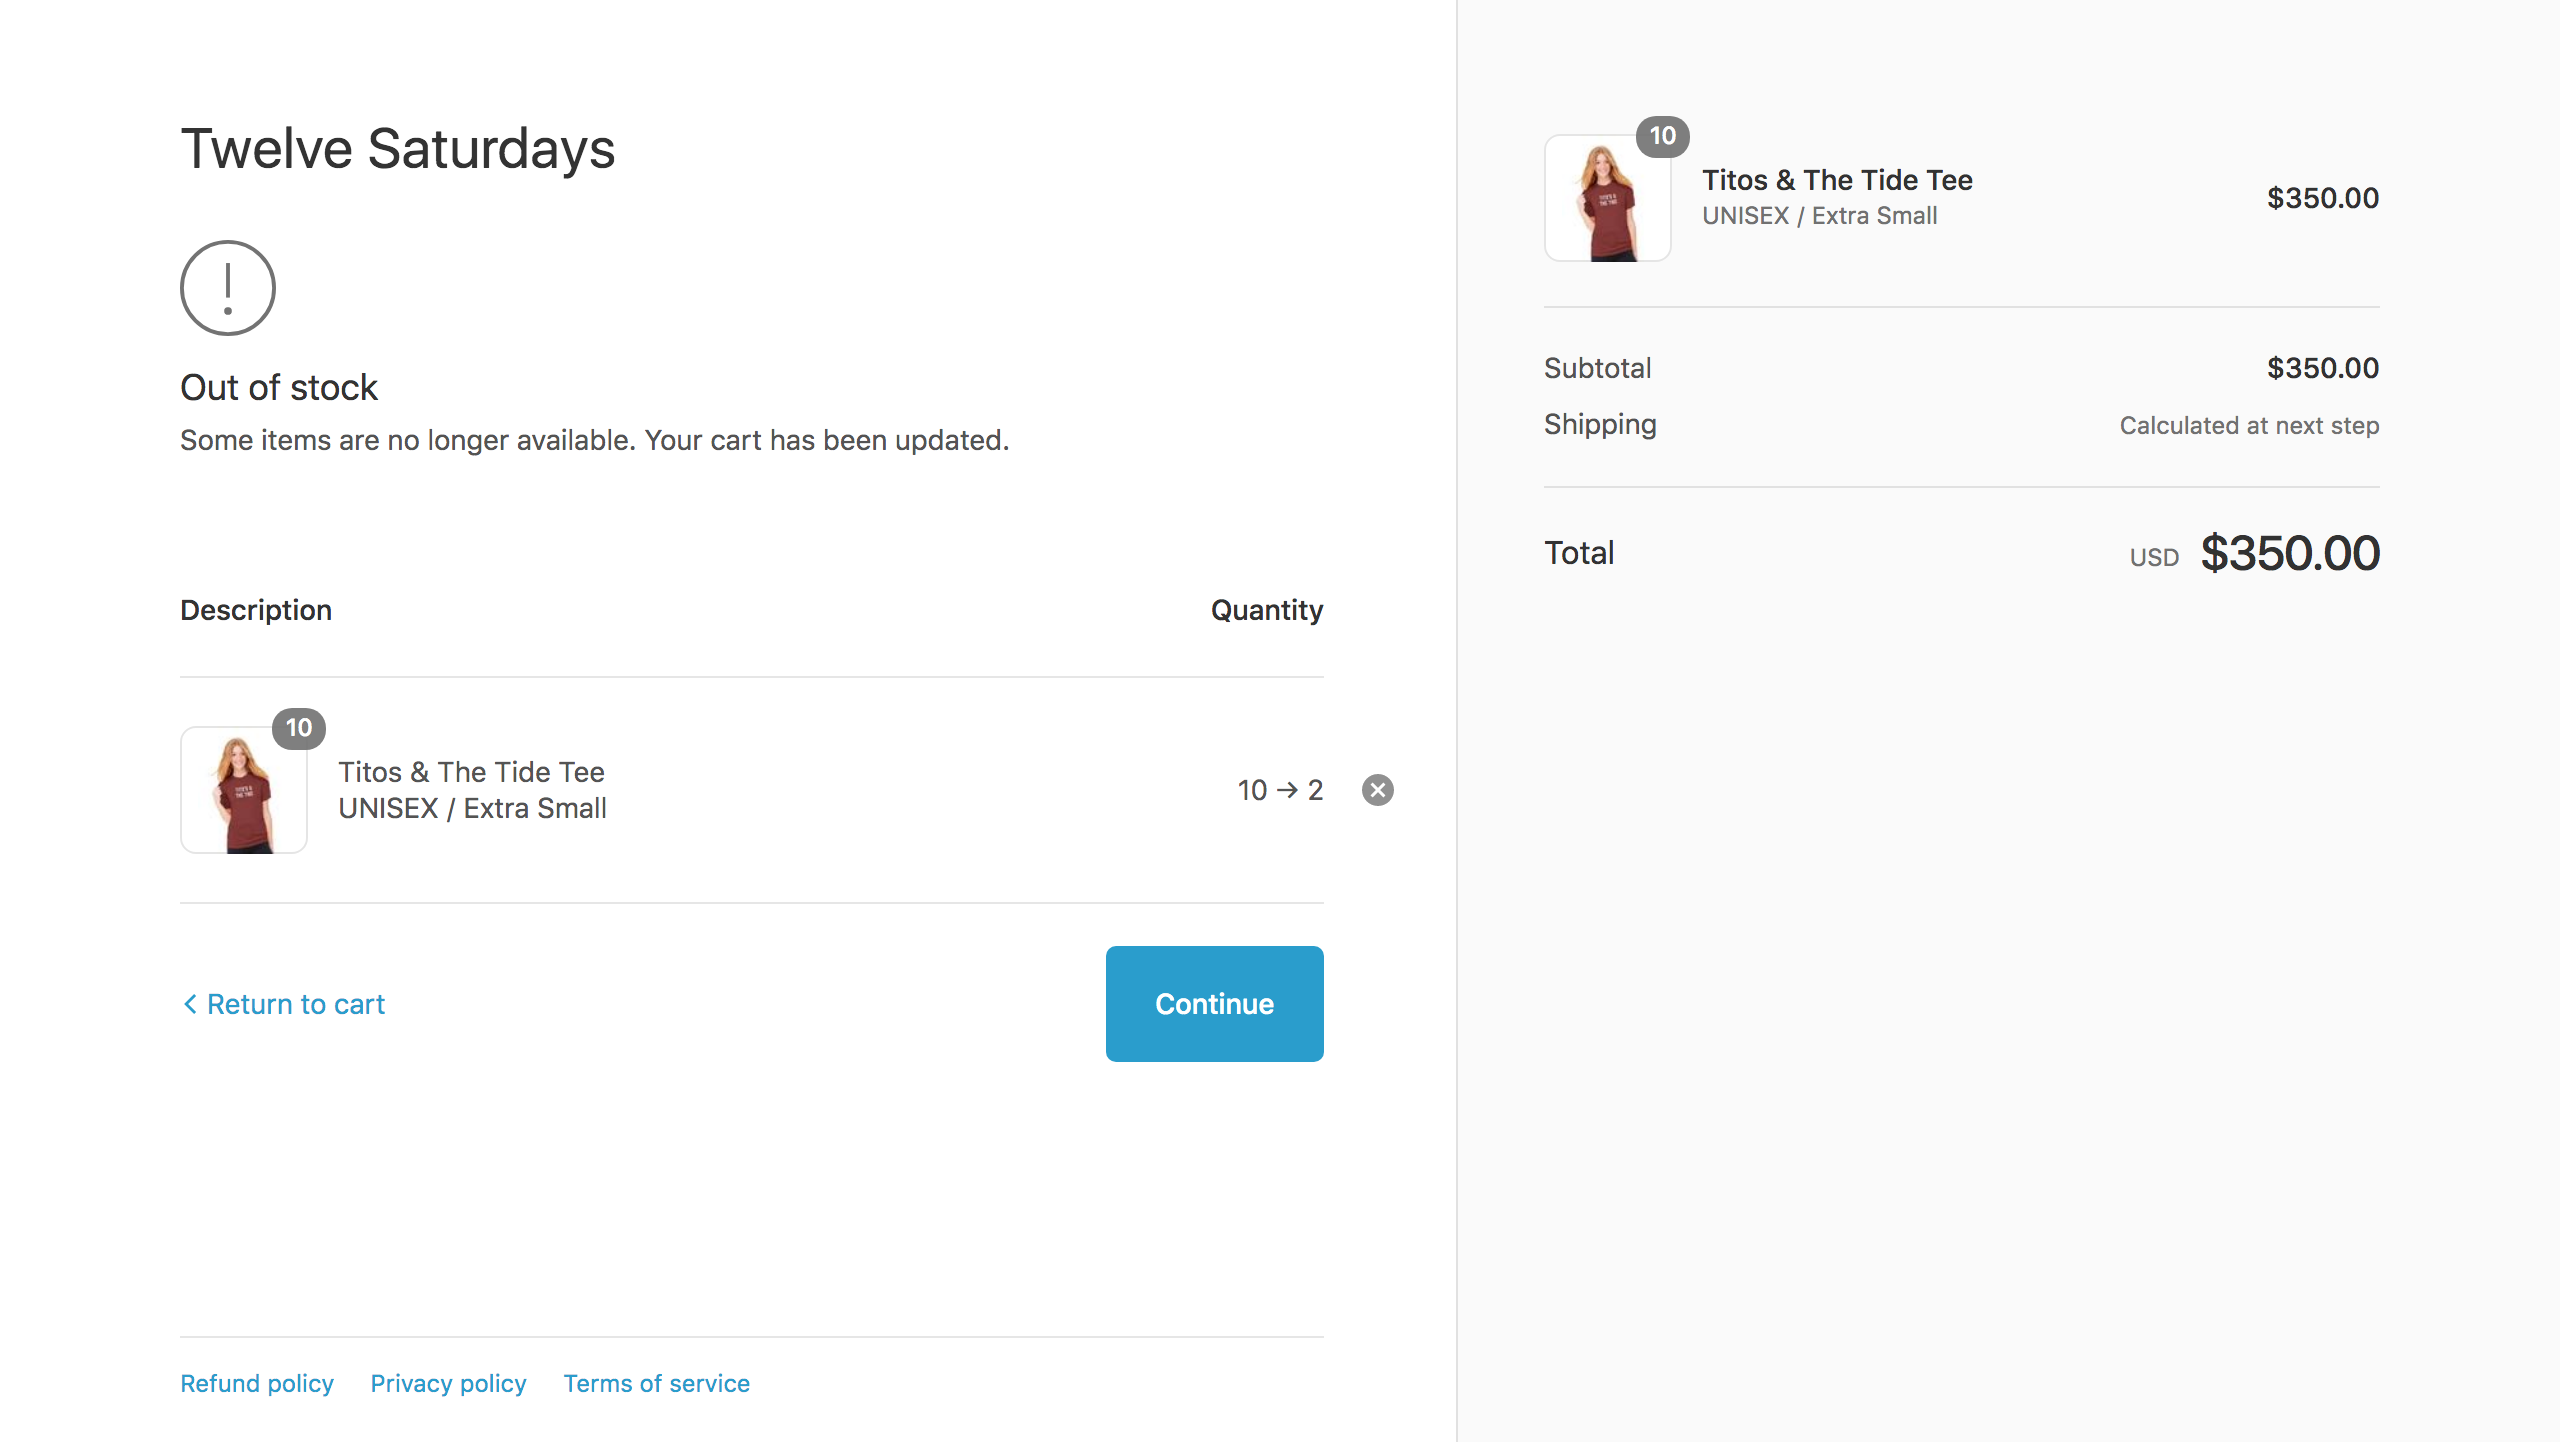 Twelve Saturdays
Out of stock
Some items are no longer available. Your cart has been updated.
Description Quantity
10
Titos & The Tide Tee
UNISEX / Extra Small
10 → 2
Return to cart
Continue
Refund policy Privacy policy Terms of service
10
Titos & The Tide Tee
UNISEX / Extra Small
$350.00
Subtotal $350.00
Shipping Calculated at next step
Total USD $350.00